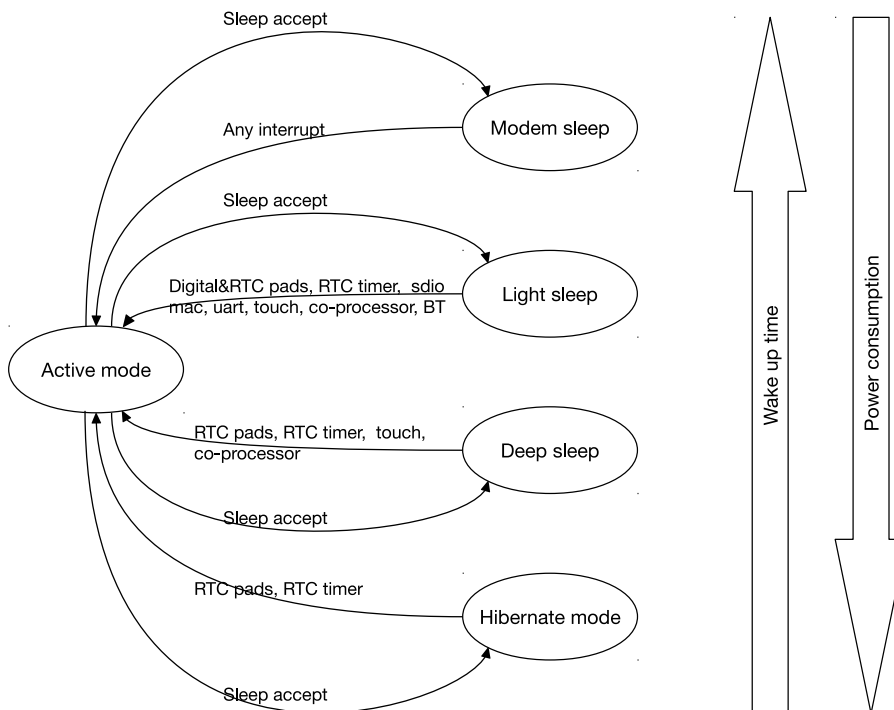 Sleep accept
Modem sleep
Any interrupt
Sleep accept
Digital&RTC pads, RTC timer, sdio
mac, uart, touch, co-processor, BT
Light sleep
Active mode
RTC pads, RTC timer, touch,
co-processor
Deep sleep
Sleep accept
RTC pads, RTC timer
Hibernate mode
Sleep accept
Wake up time
Power consumption